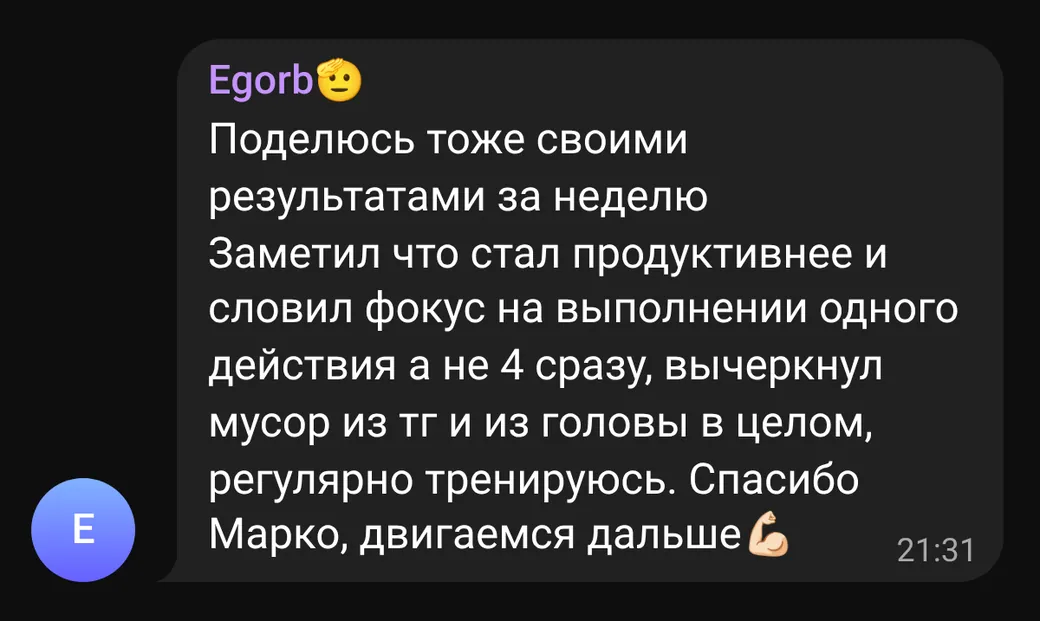 Egorb🫡
Поделюсь тоже своими
результатами за неделю
Заметил что стал продуктивнее и
словил фокус на выполнении одного
действия а не 4 сразу, вычеркнул
мусор из тг и из головы в целом,
регулярно тренируюсь. Спасибо
Марко, двигаемся дальше💪🏻
21:31
E